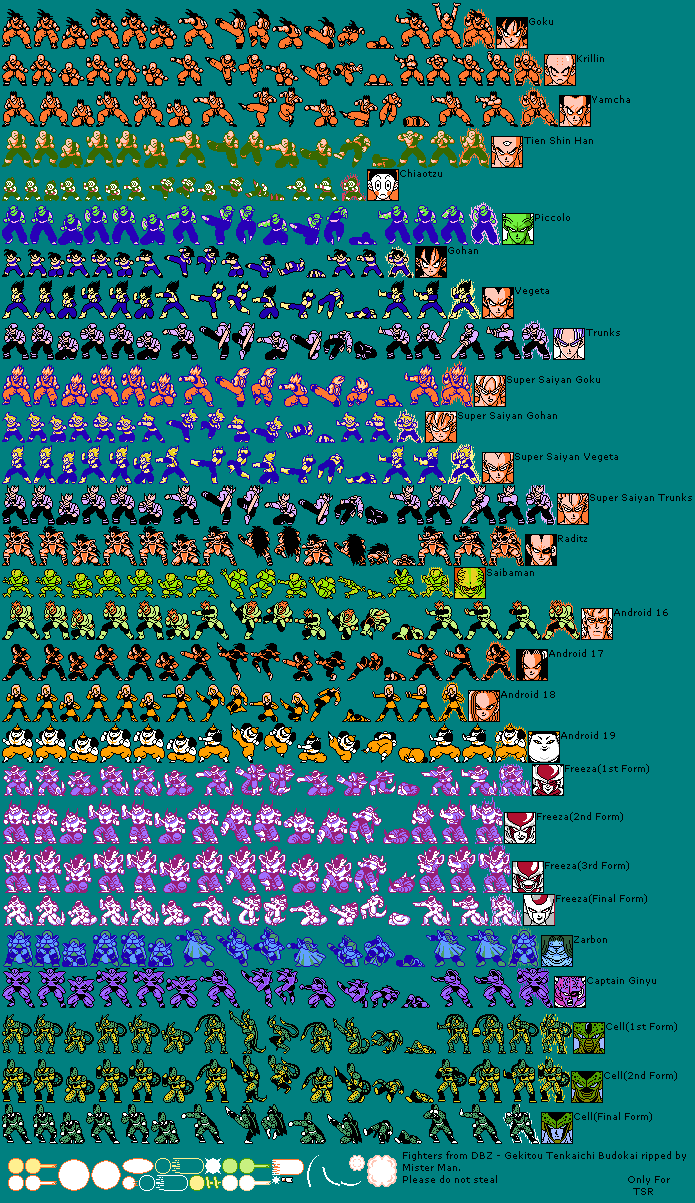 Goku
Krillin
Yamcha
Tien Shin Han
Chiaotzu
Piccolo
Gohan
Vegeta
Trunks
Super Saiyan Goku
Super Saiyan Gohan
Super Saiyan Vegeta
Super Saiyan Trunks
Raditz
Saibaman
Android 16
Android 17
Android 18
Android 19
Freeza(1st Form)
Freeza(2nd Form)
Freeza(3rd Form)
Freeza(Final Form)
Zarbon
Captain Ginyu
Cell(1st Form)
Cell(2nd Form)
Cell(Final Form)
Fighters from DBZ - Gekitou Tenkaichi Budokai ripped by
Mister Man.
Please do not steal
Only For
TSR